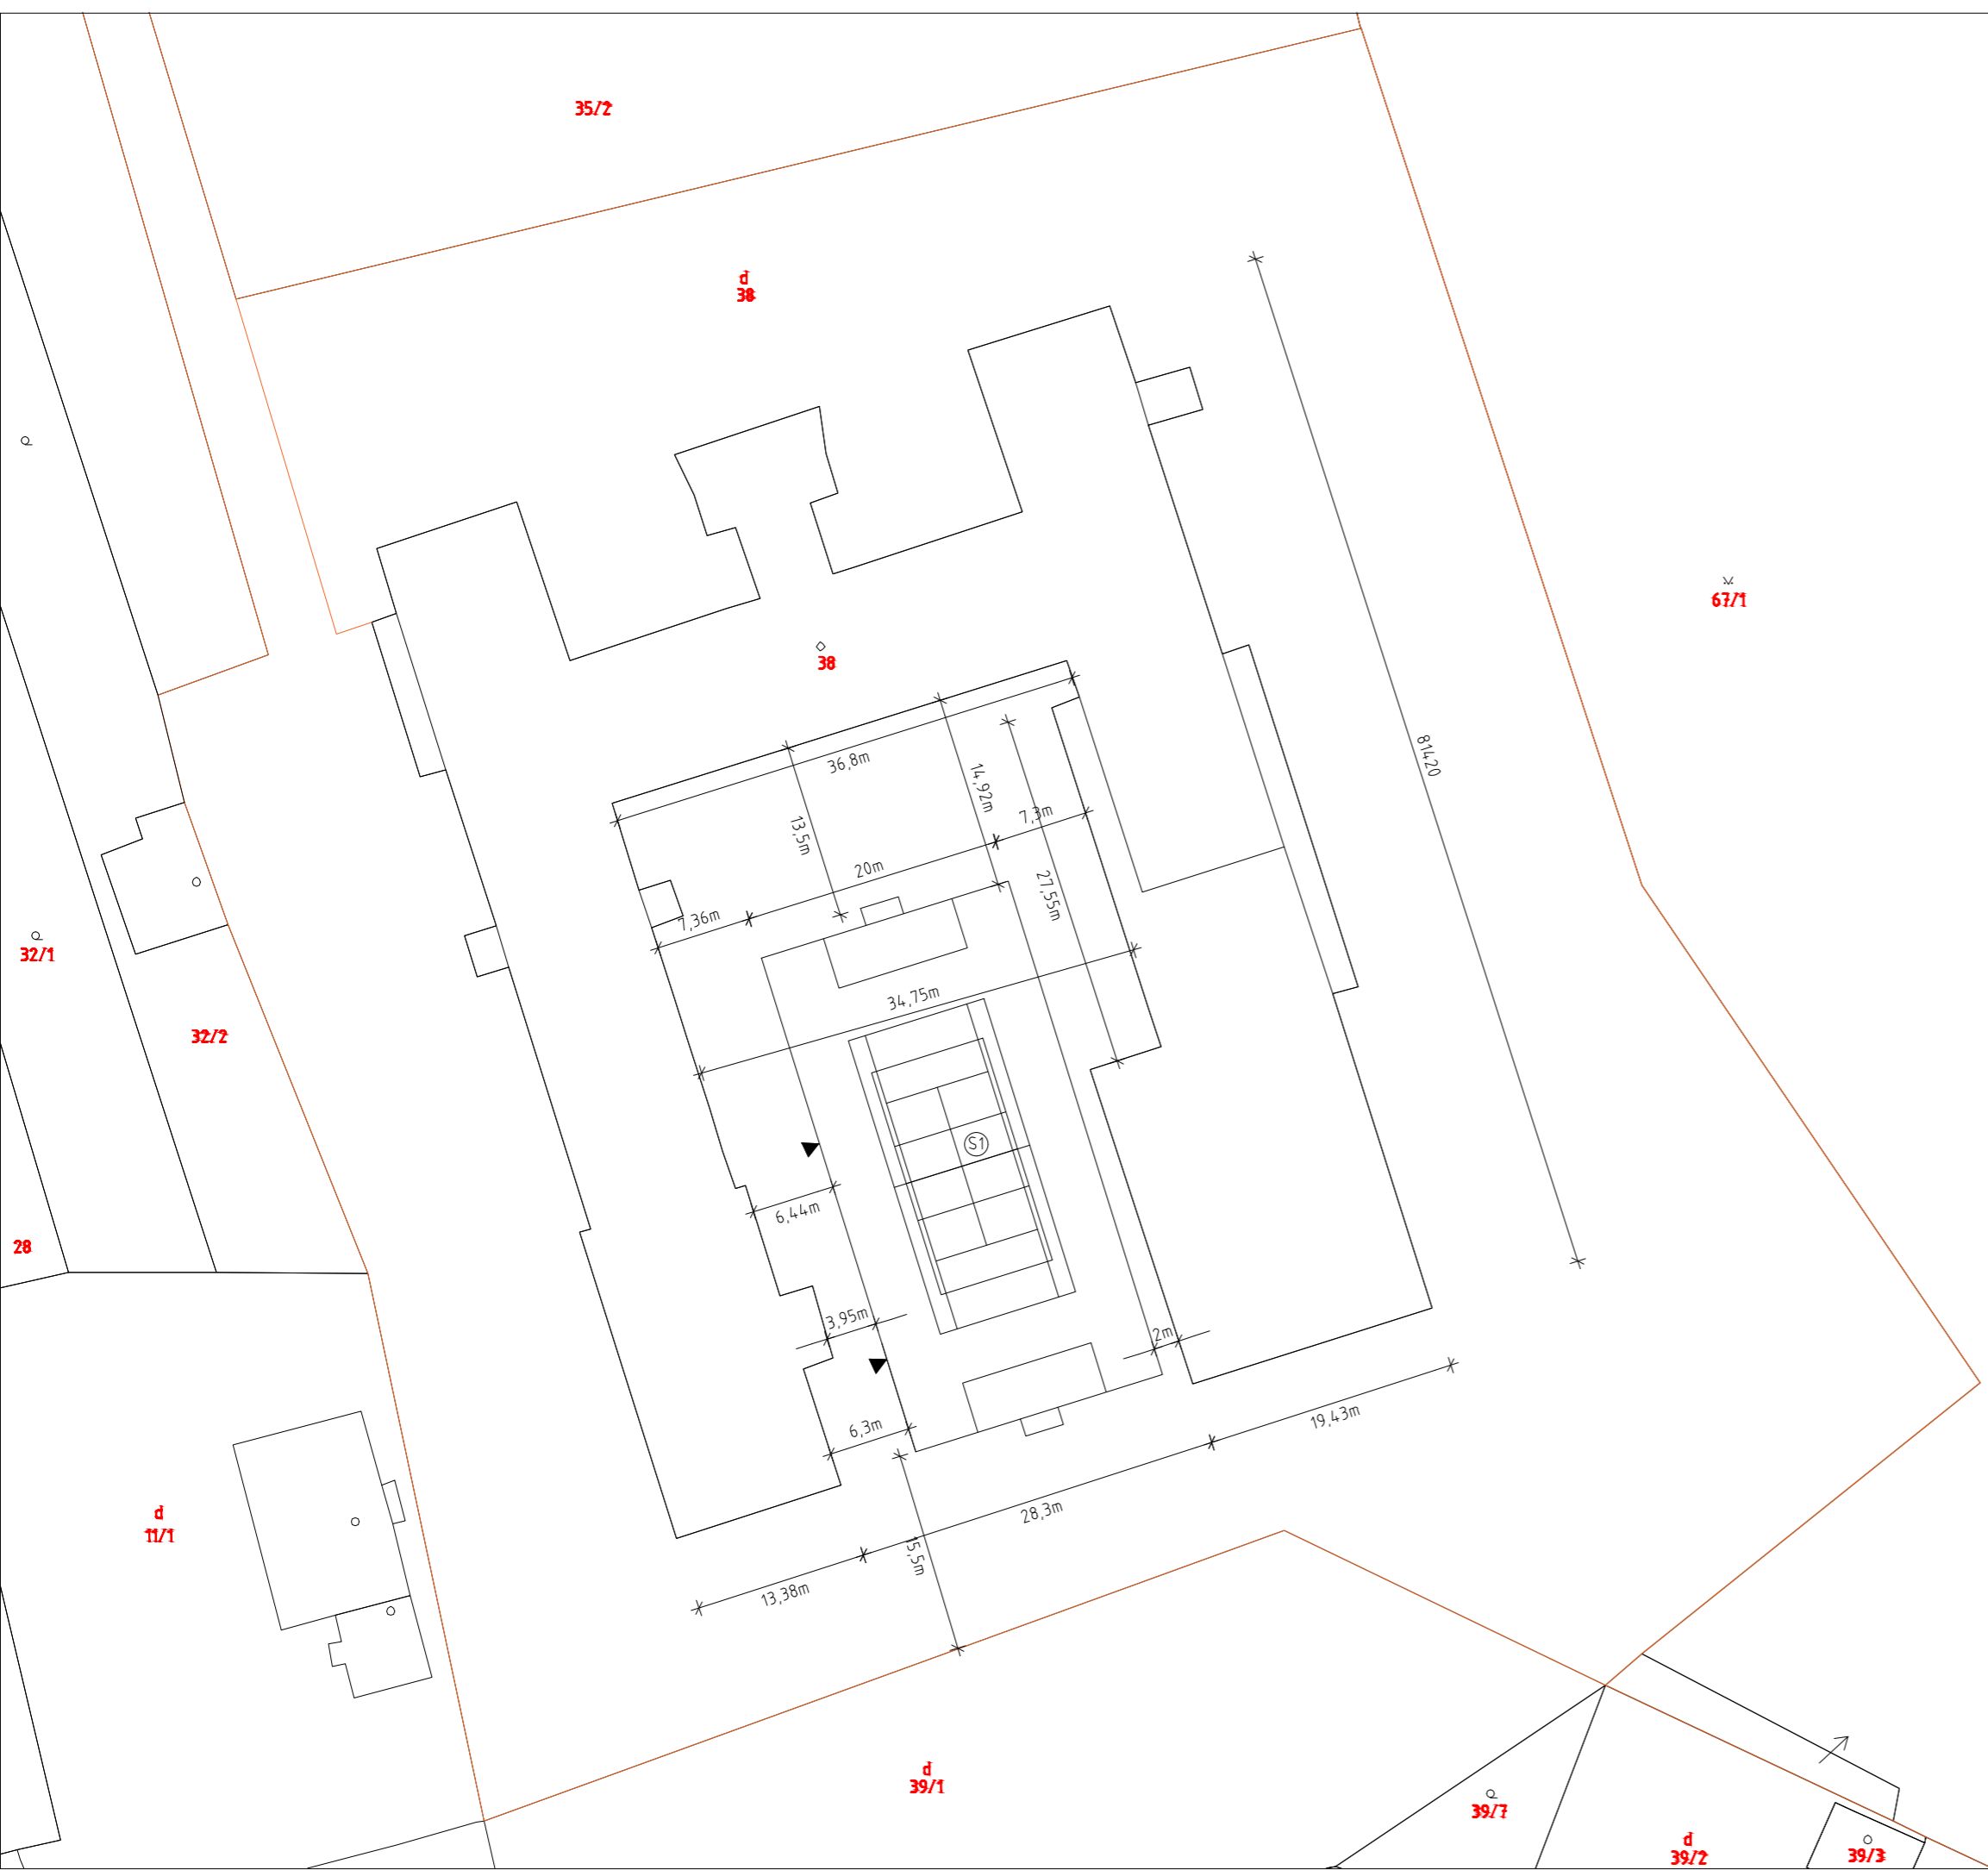 35/2
d
38
67/1
38
81420
36,8m
14,92m
13,5m
7,3m
20m
27,55m
7,36m
32/1
34,75m
32/2
S1
6,44m
28
3,95m
2m
19,43m
6,3m
28,3m
d
11/1
15,5m
13,38m
d
39/1
39/7
d
39/2
39/3